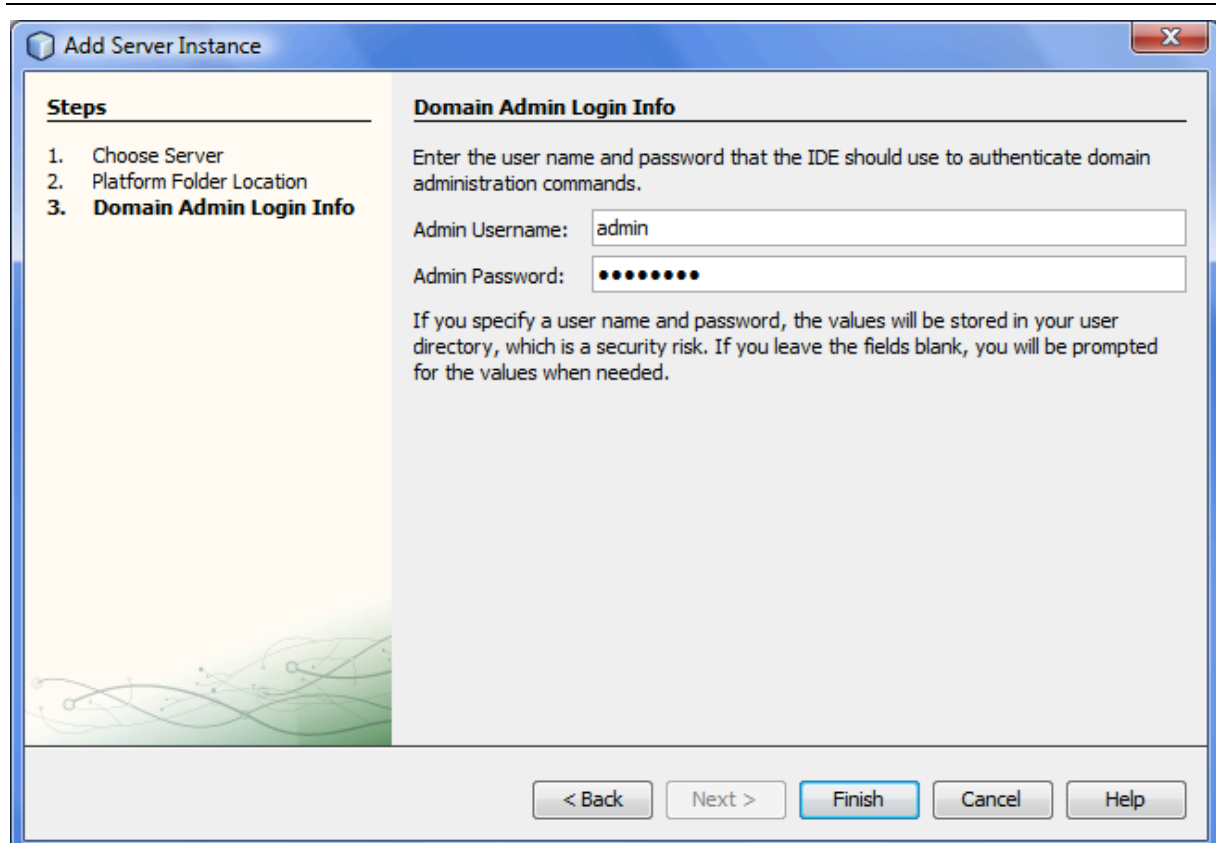 Add Server Instance
Steps
1. Choose Server
2. Platform Folder Location
3. Domain Admin Login Info
Domain Admin Login Info
Enter the user name and password that the IDE should use to authenticate domain
administration commands.
Admin Username: admin
Admin Password: ••••••••
If you specify a user name and password, the values will be stored in your user
directory, which is a security risk. If you leave the fields blank, you will be prompted
for the values when needed.
< Back Next > Finish Cancel Help